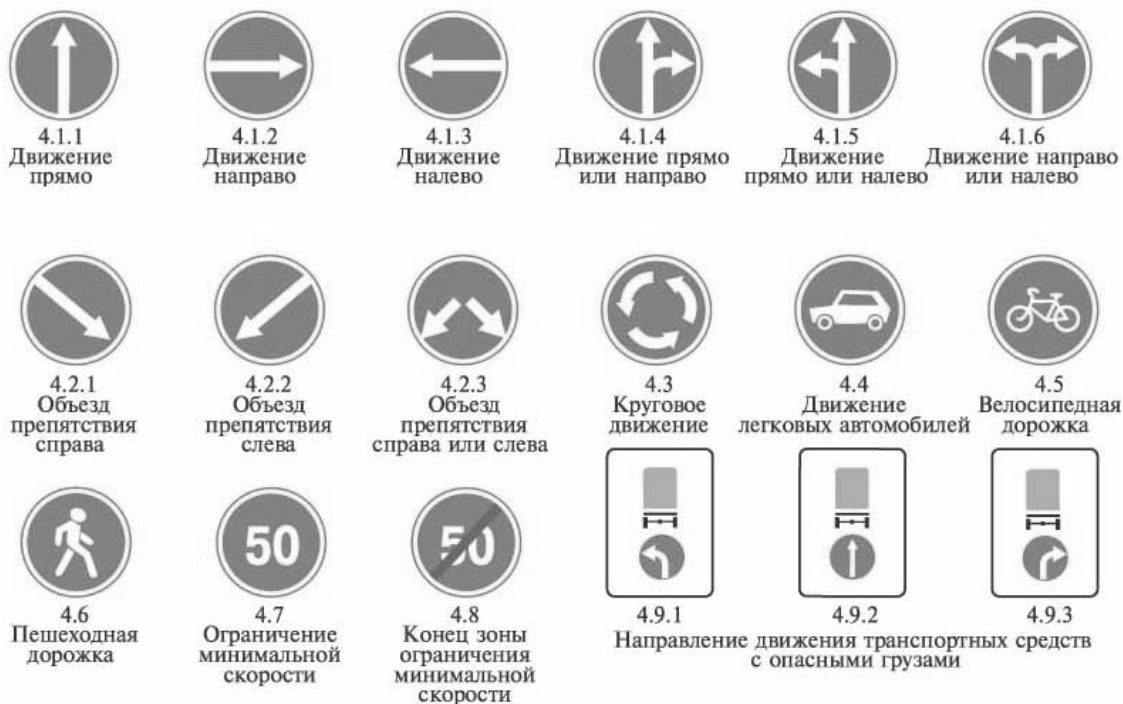 4.1.1
Движение
прямо
4.1.2
Движение
направо
4.1.3
Движение
налево
4.1.4
Движение прямо
или направо
4.1.5
Движение
прямо или налево
4.1.6
Движение направо
или налево
4.2.1
Объезд
препятствия
справа
4.2.2
Объезд
препятствия
слева
4.2.3
Объезд
препятствия
справа или слева
4.3
Круговое
движение
4.4
Движение
легковых автомобилей
4.5
Велосипедная
дорожка
4.6
Пешеходная
дорожка
50
4.7
Ограничение
минимальной
скорости
50
4.8
Конец зоны
ограничения
минимальной
скорости
4.9.1
4.9.2
4.9.3
Направление движения транспортных средств
с опасными грузами